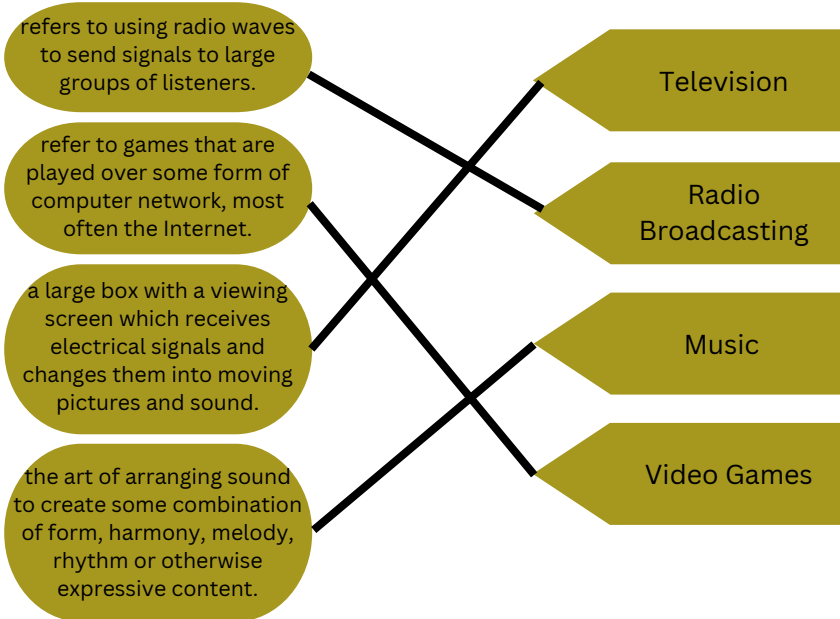 refers to using radio waves
to send signals to large
groups of listeners.
refer to games that are
played over some form of
computer network, most
often the Internet.
a large box with a viewing
screen which receives
electrical signals and
changes them into moving
pictures and sound.
the art of arranging sound
to create some combination
of form, harmony, melody,
rhythm or otherwise
expressive content.
Television
Radio
Broadcasting
Music
Video Games